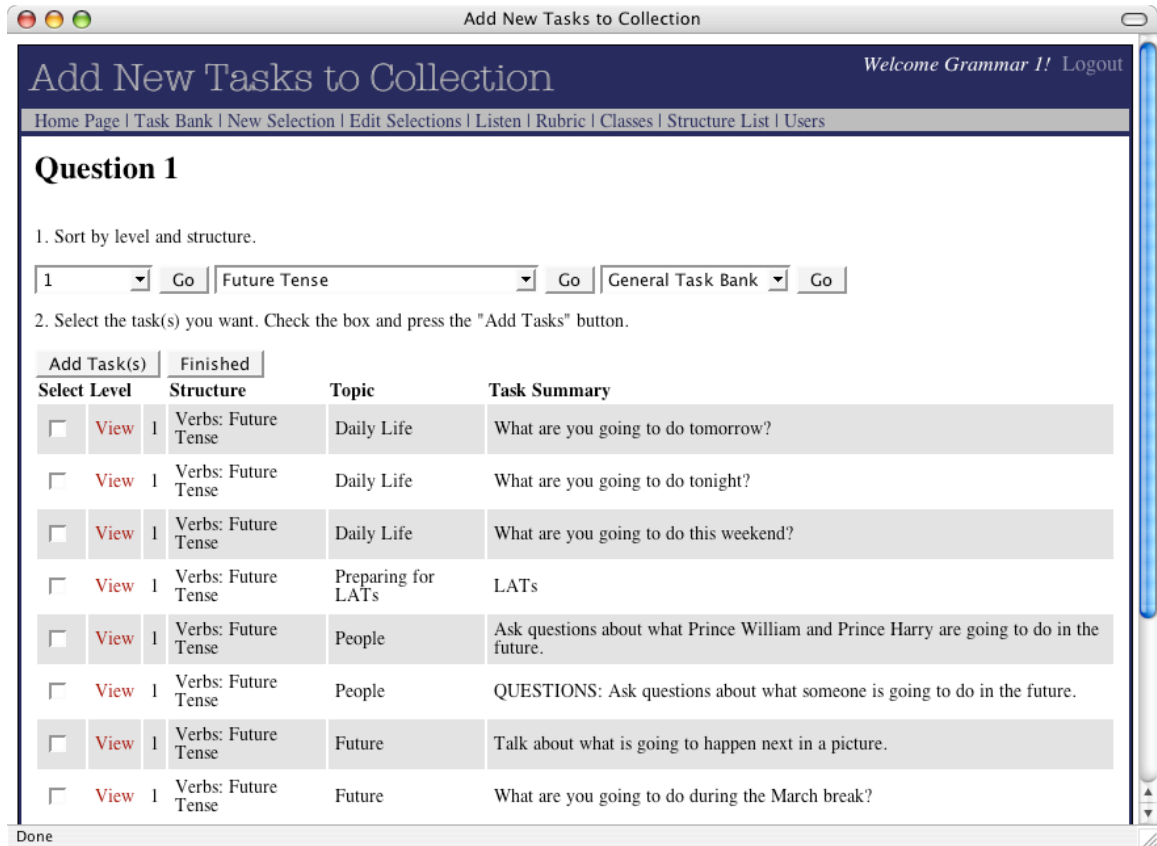 Add New Tasks to Collection
Add New Tasks to Collection
Welcome Grammar 1! Logout
Home Page | Task Bank | New Selection | Edit Selections | Listen | Rubric | Classes | Structure List | Users
Question 1
1. Sort by level and structure.
1 Go Future Tense Go General Task Bank Go
2. Select the task(s) you want. Check the box and press the "Add Tasks" button.
Add Task(s) Finished
Select Level Structure Topic Task Summary
View 1 Verbs: Future Tense Daily Life What are you going to do tomorrow?
View 1 Verbs: Future Tense Daily Life What are you going to do tonight?
View 1 Verbs: Future Tense Daily Life What are you going to do this weekend?
View 1 Verbs: Future Tense Preparing for LATs LATs
View 1 Verbs: Future Tense People Ask questions about what Prince William and Prince Harry are going to do in the future.
View 1 Verbs: Future Tense People QUESTIONS: Ask questions about what someone is going to do in the future.
View 1 Verbs: Future Tense Future Talk about what is going to happen next in a picture.
View 1 Verbs: Future Tense Future What are you going to do during the March break?
Done